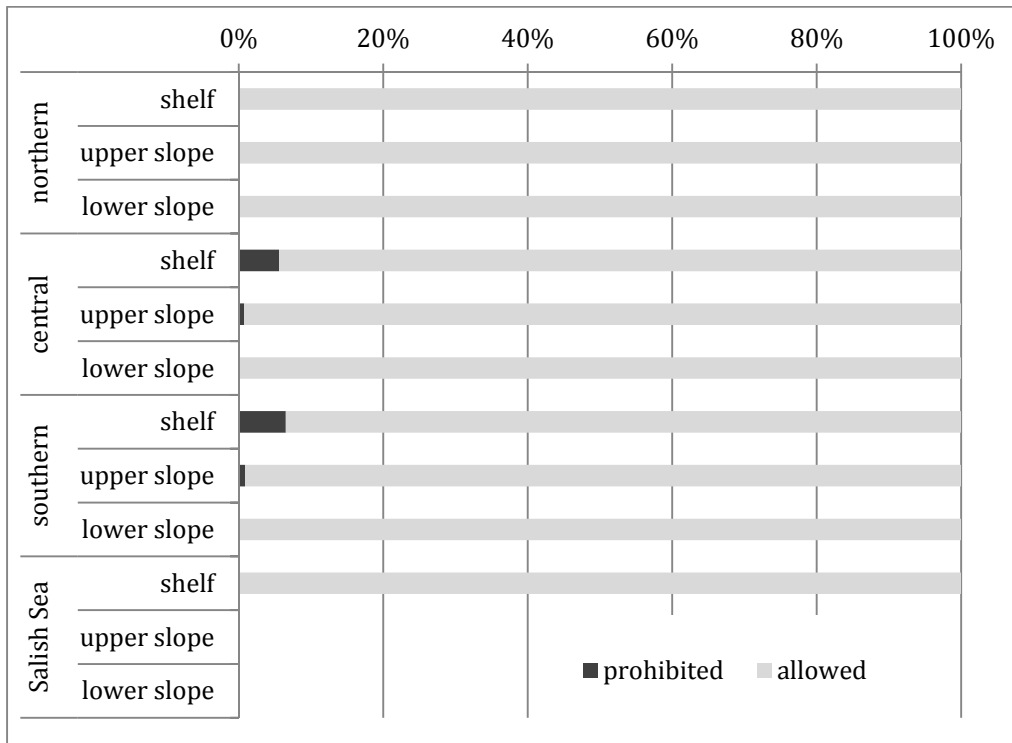 0% 20% 40% 60% 80% 100%
northern
shelf
upper slope
lower slope
central
shelf
upper slope
lower slope
southern
shelf
upper slope
lower slope
Salish Sea
shelf
upper slope
lower slope
prohibited allowed